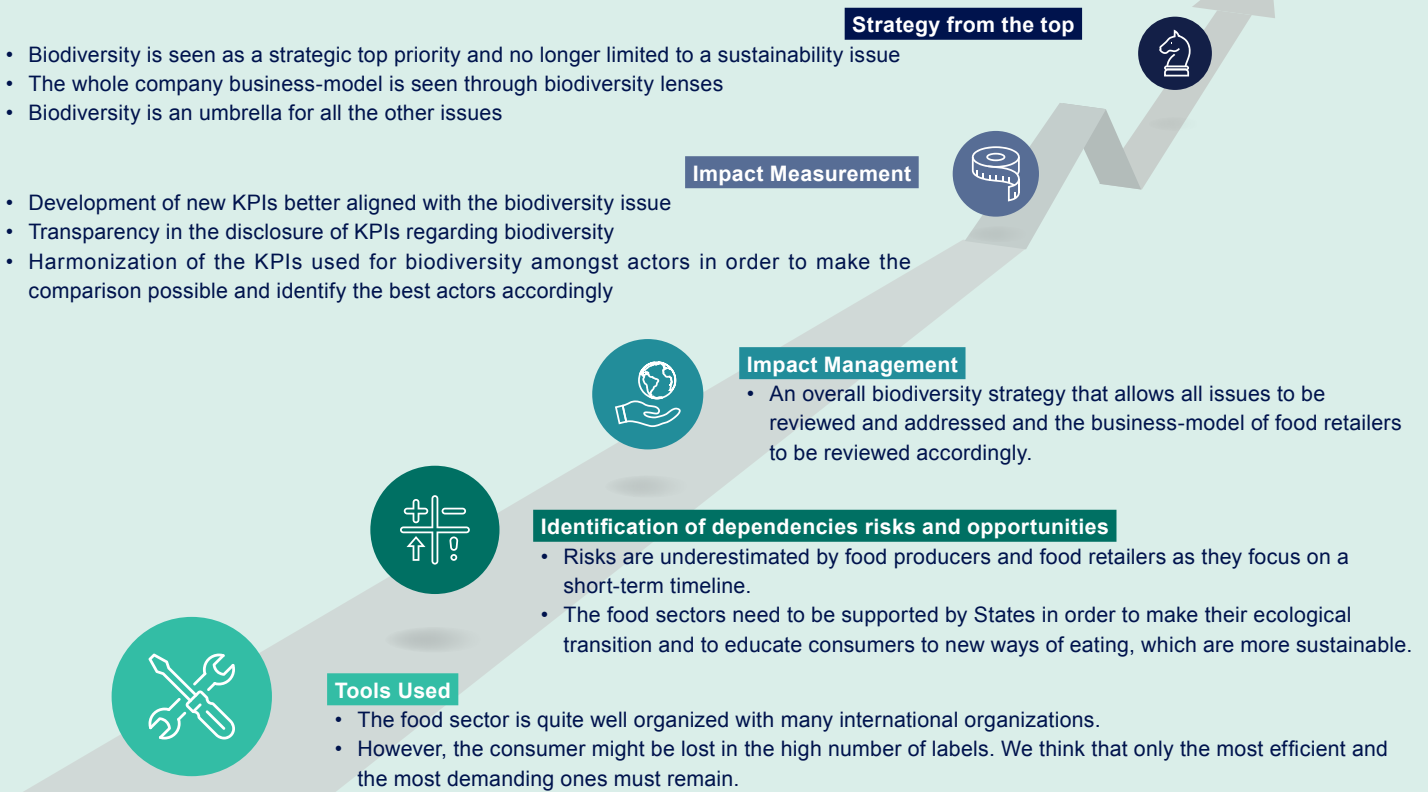 Strategy from the top
• Biodiversity is seen as a strategic top priority and no longer limited to a sustainability issue
• The whole company business-model is seen through biodiversity lenses
• Biodiversity is an umbrella for all the other issues
Impact Measurement
• Development of new KPIs better aligned with the biodiversity issue
• Transparency in the disclosure of KPIs regarding biodiversity
• Harmonization of the KPIs used for biodiversity amongst actors in order to make the
comparison possible and identify the best actors accordingly
Impact Management
• An overall biodiversity strategy that allows all issues to be
reviewed and addressed and the business-model of food retailers
to be reviewed accordingly.
Identification of dependencies risks and opportunities
• Risks are underestimated by food producers and food retailers as they focus on a
short-term timeline.
• The food sectors need to be supported by States in order to make their ecological
transition and to educate consumers to new ways of eating, which are more sustainable.
Tools Used
• The food sector is quite well organized with many international organizations.
• However, the consumer might be lost in the high number of labels. We think that only the most efficient and
the most demanding ones must remain.